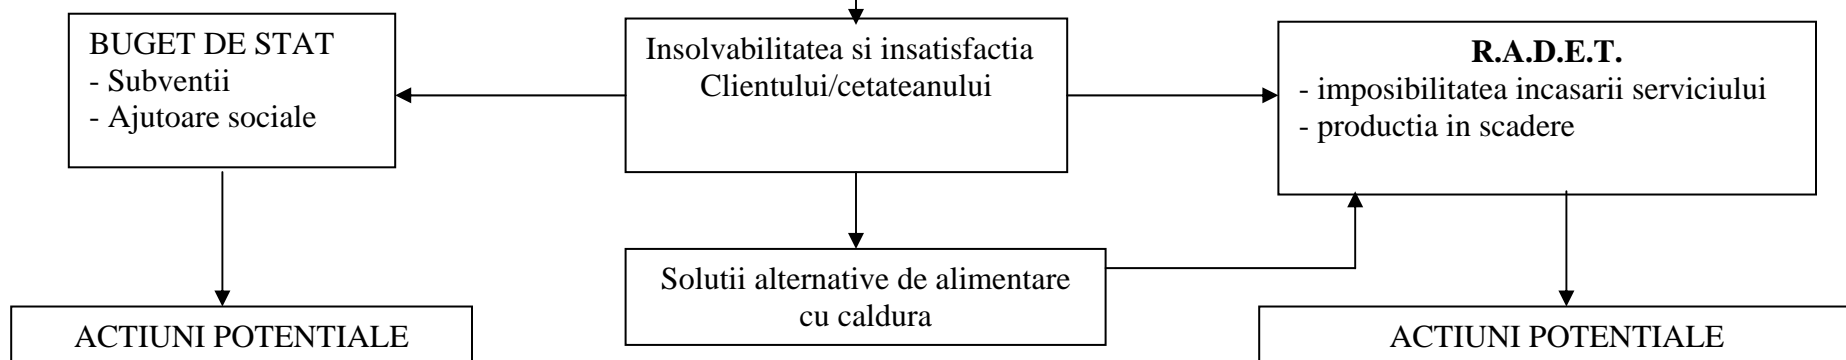 BUGET DE STAT
- Subventii
- Ajutoare sociale
Insolvabilitatea si insatisfactia
Clientului/cetateanului
R.A.D.E.T.
- imposibilitatea incasarii serviciului
- productia in scadere
Solutii alternative de alimentare
cu caldura
ACTIUNI POTENTIALE
ACTIUNI POTENTIALE